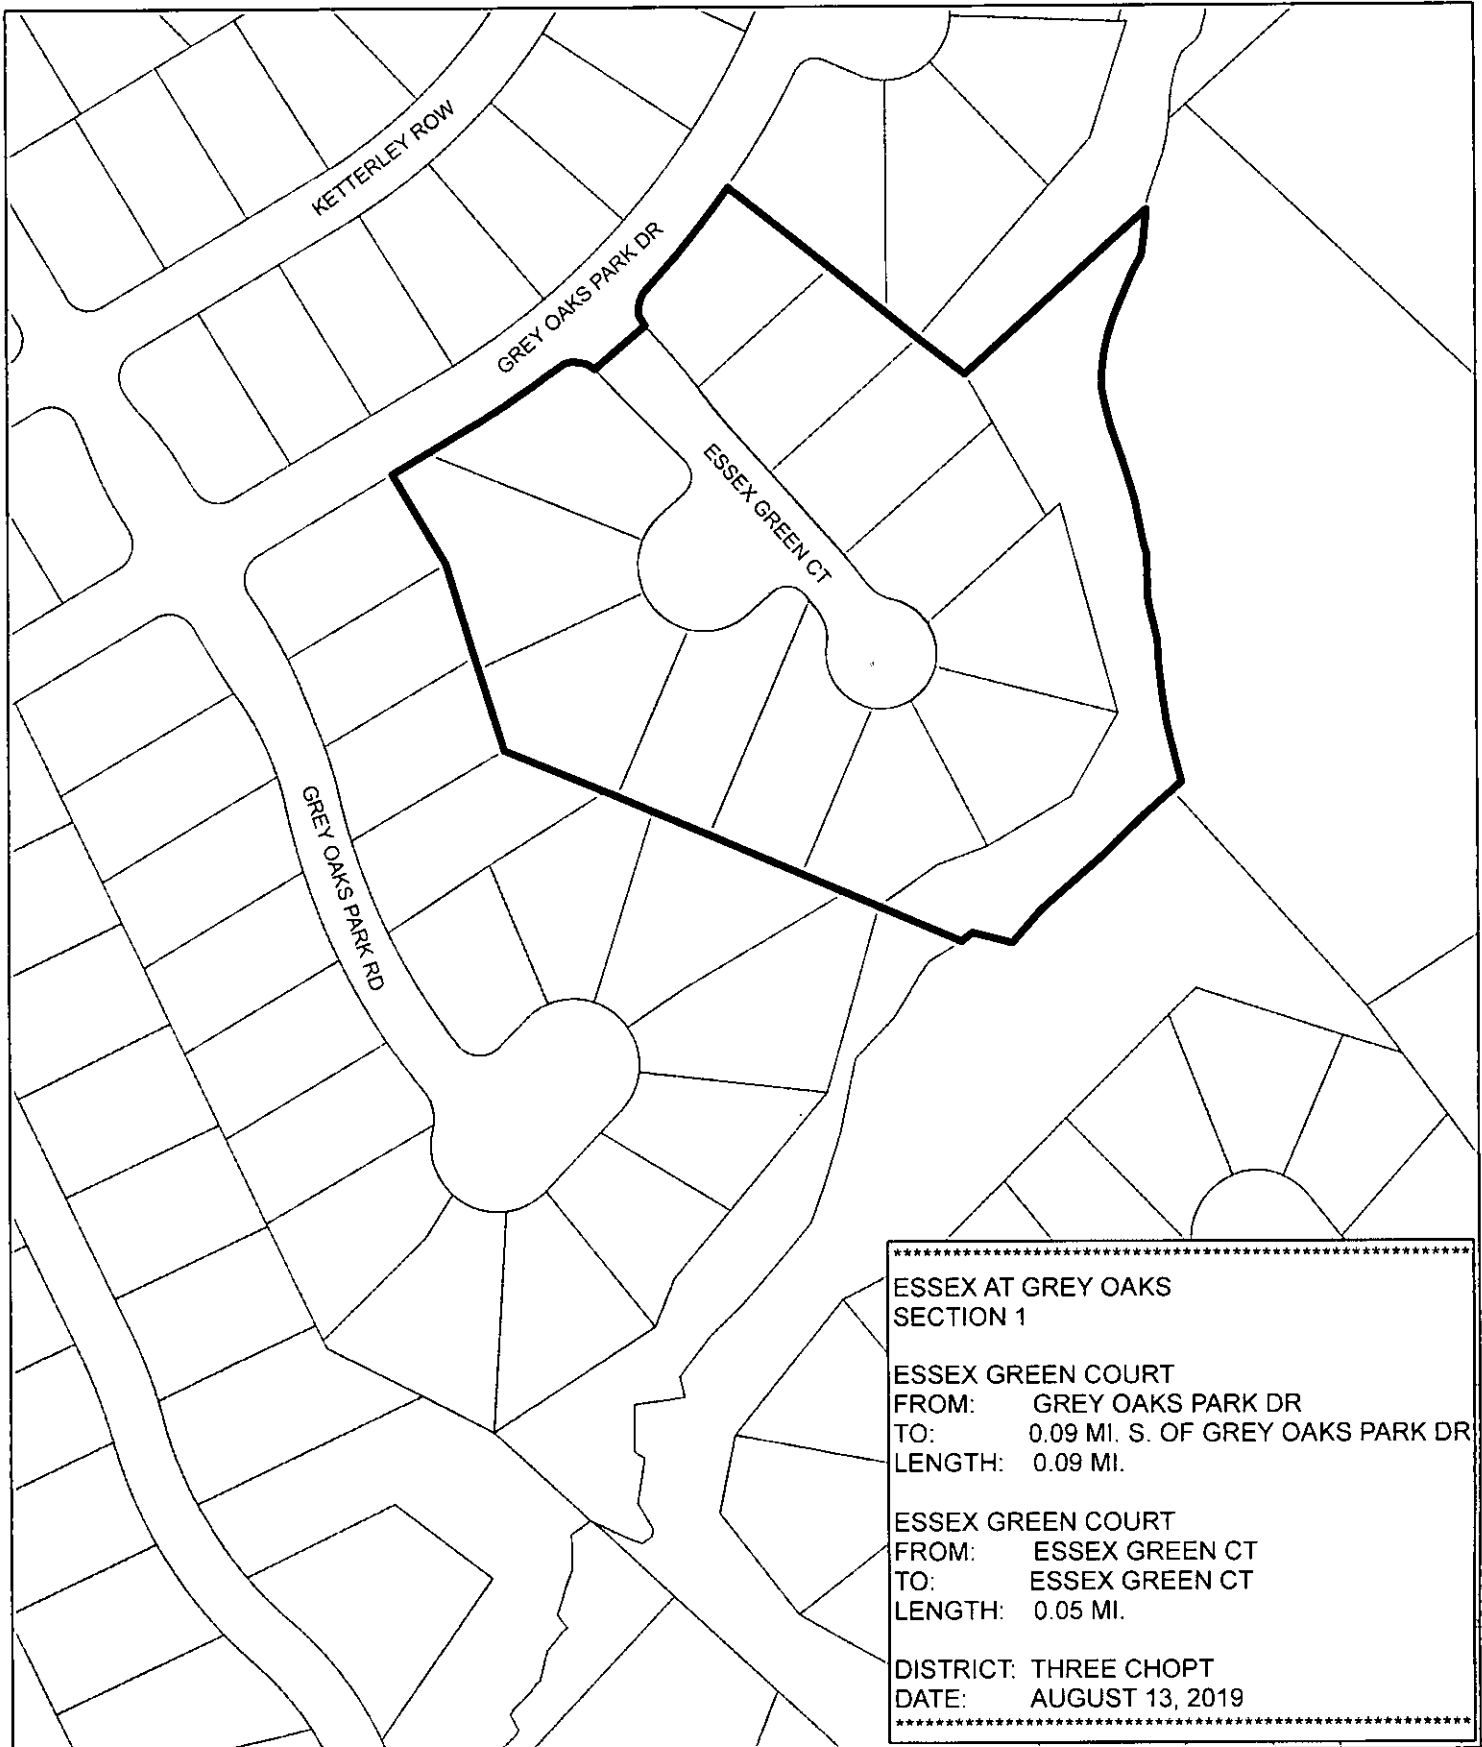 KETTERLEY ROW
GREY OAKS PARK DR
ESSEX GREEN CT
GREY OAKS PARK RD
ESSEX AT GREY OAKS
SECTION 1
ESSEX GREEN COURT
FROM: GREY OAKS PARK DR
TO: 0.09 MI. S. OF GREY OAKS PARK DR
LENGTH: 0.09 MI.
ESSEX GREEN COURT
FROM: ESSEX GREEN CT
TO: ESSEX GREEN CT
LENGTH: 0.05 MI.
DISTRICT: THREE CHOPT
DATE: AUGUST 13, 2019